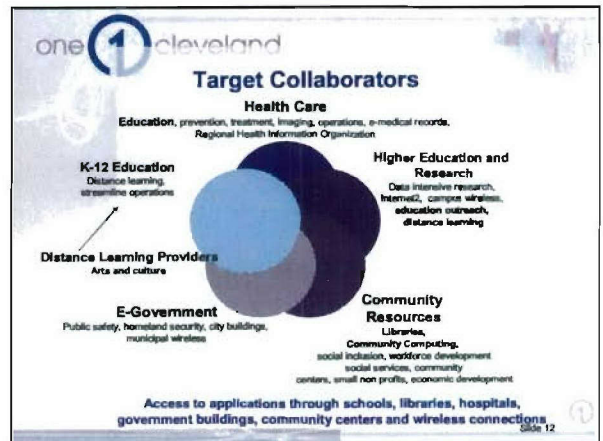 one 1 cleveland
Target Collaborators
Health Care
Education, prevention, treatment, imaging, operations, e-medical records,
Regional Health Information Organization
K-12 Education
Distance learning,
streamline operations
Higher Education and
Research
Data intensive research,
Internet2, campus wireless,
education outreach,
distance learning
Distance Learning Providers
Arts and culture
E-Government
Public safety, homeland security, city buildings,
municipal wireless
Community
Resources
Libraries,
Community Computing,
social inclusion, workforce development
social services, community
centers, small non profits, economic development
Access to applications through schools, libraries, hospitals,
government buildings, community centers and wireless connections
Slide 12